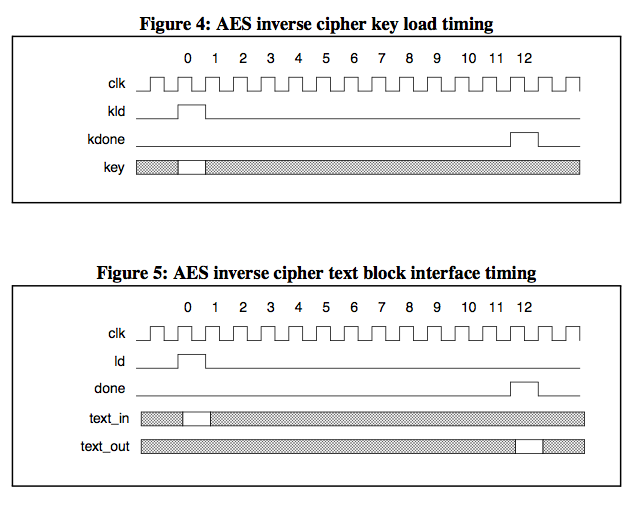 Figure 4: AES inverse cipher key load timing
0 1 2 3 4 5 6 7 8 9 10 11 12
clk
kld
kdone
key
Figure 5: AES inverse cipher text block interface timing
0 1 2 3 4 5 6 7 8 9 10 11 12
clk
ld
done
text_in
text_out